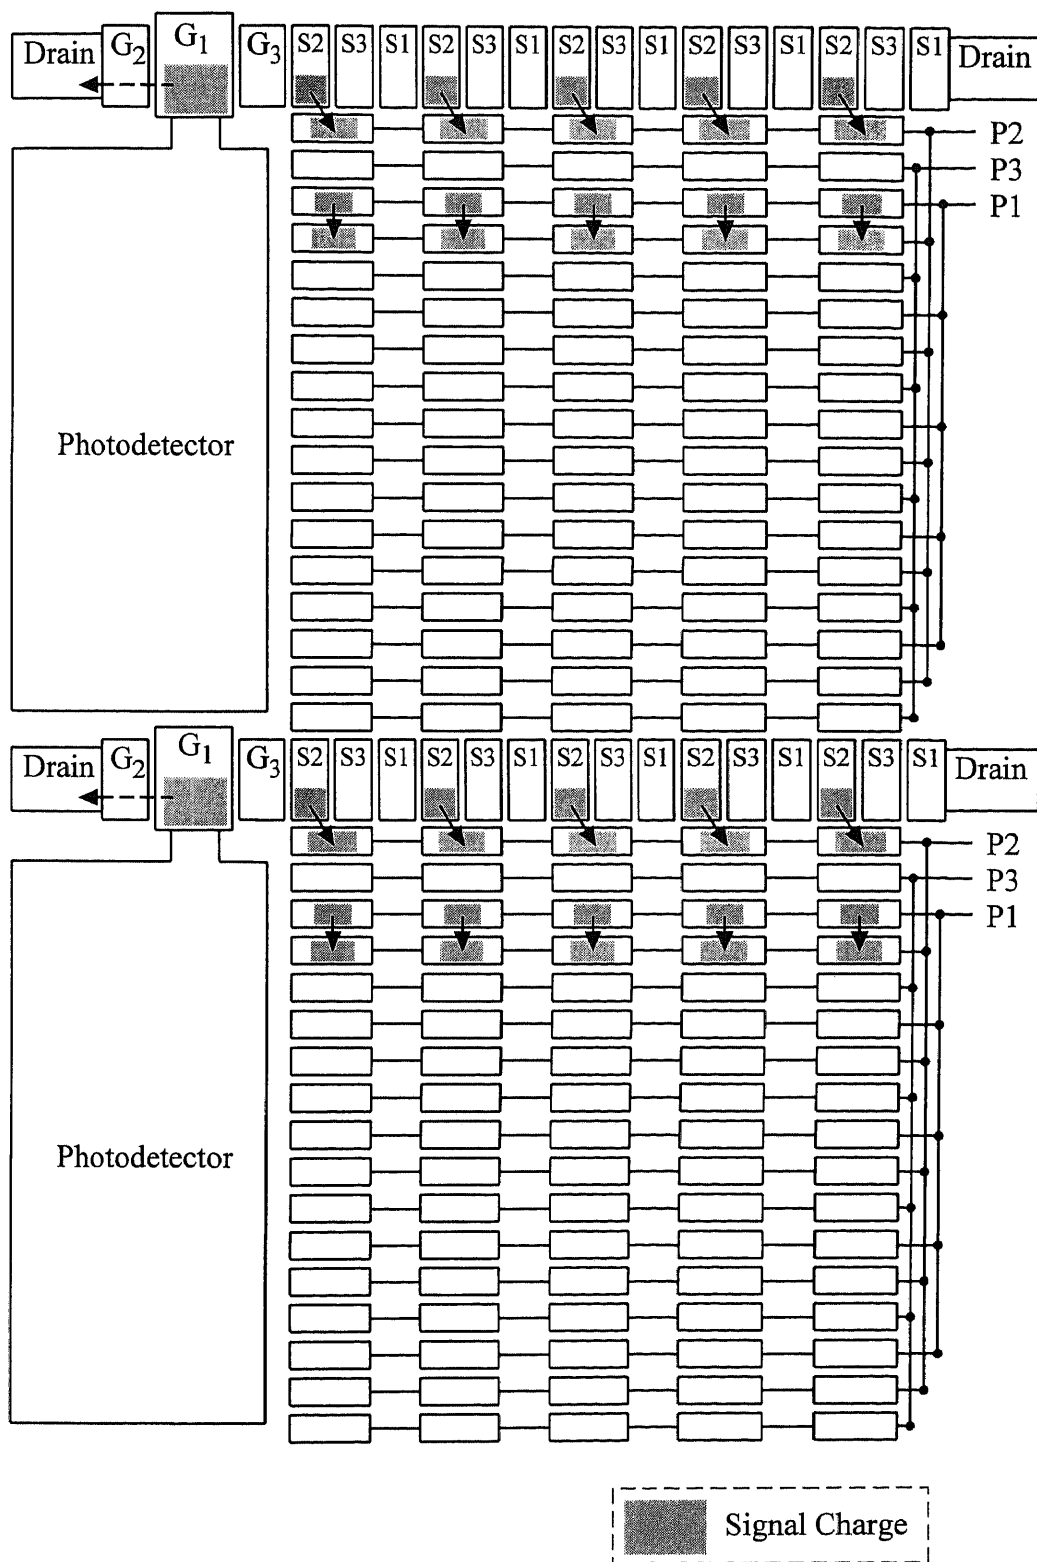 Drain G2 G1 G3 S2 S3 S1 S2 S3 S1 S2 S3 S1 S2 S3 S1 S2 S3 S1 Drain
P2
P3
P1
Photodetector
Drain G2 G1 G3 S2 S3 S1 S2 S3 S1 S2 S3 S1 S2 S3 S1 S2 S3 S1 Drain
P2
P3
P1
Photodetector
Signal Charge